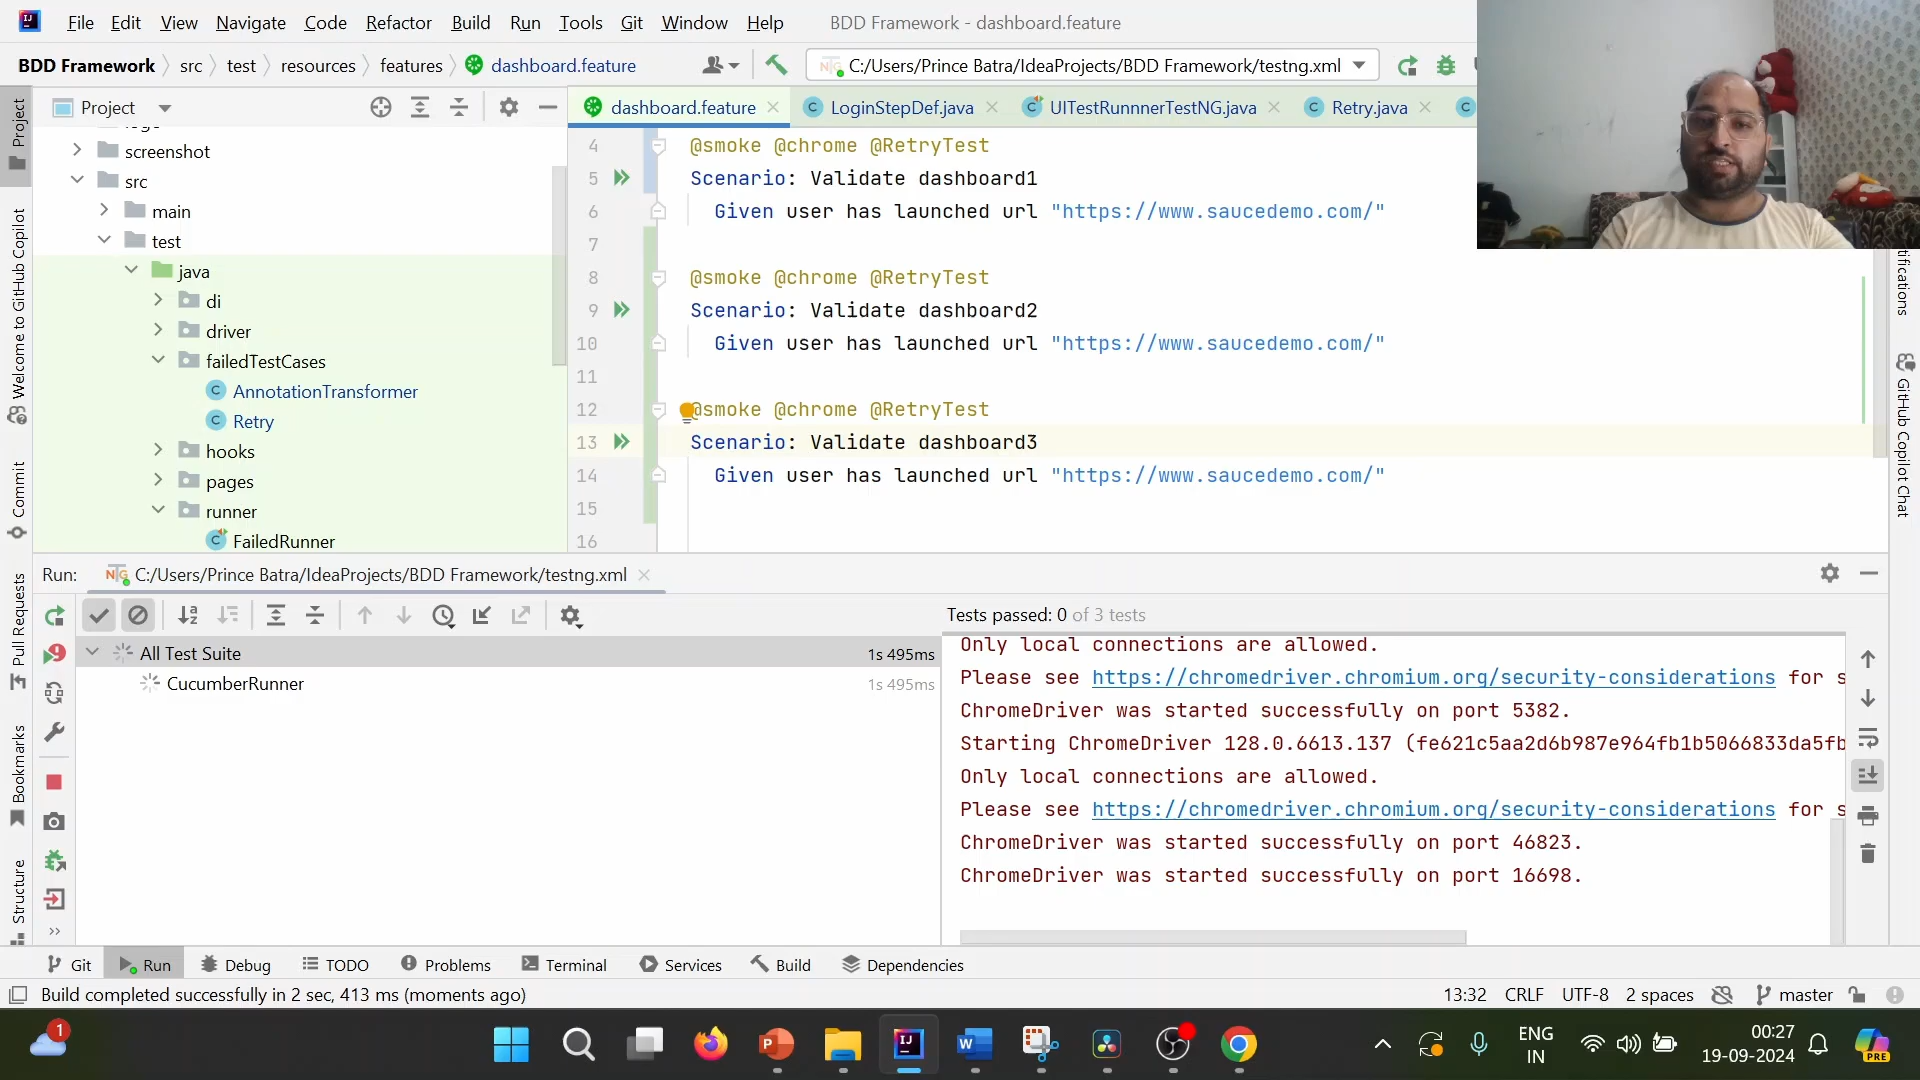 File Edit View Navigate Code Refactor Build Run Tools Git Window Help BDD Framework - dashboard.feature
BDD Framework src test resources features dashboard.feature C:/Users/Prince Batra/IdeaProjects/BDD Framework/testng.xml
Project
dashboard.feature LoginStepDef.java UITestRunnnerTestNG.java Retry.java
screenshot
src
main
test
java
di
driver
failedTestCases
AnnotationTransformer
Retry
hooks
pages
runner
FailedRunner
4 @smoke @chrome @RetryTest
5 Scenario: Validate dashboard1
6 Given user has launched url "https://www.saucedemo.com/"
7
8 @smoke @chrome @RetryTest
9 Scenario: Validate dashboard2
10 Given user has launched url "https://www.saucedemo.com/"
11
12 @smoke @chrome @RetryTest
13 Scenario: Validate dashboard3
14 Given user has launched url "https://www.saucedemo.com/"
15
16
Project
Welcome to GitHub Copilot
Commit
Pull Requests
Bookmarks
Structure
GitHub Copilot Chat
Run: C:/Users/Prince Batra/IdeaProjects/BDD Framework/testng.xml
Tests passed: 0 of 3 tests
All Test Suite 1s 495ms
CucumberRunner 1s 495ms
Only local connections are allowed.
Please see https://chromedriver.chromium.org/security-considerations for s
ChromeDriver was started successfully on port 5382.
Starting ChromeDriver 128.0.6613.137 (fe621c5aa2d6b987e964fb1b5066833da5fb
Only local connections are allowed.
Please see https://chromedriver.chromium.org/security-considerations for s
ChromeDriver was started successfully on port 46823.
ChromeDriver was started successfully on port 16698.
Git Run Debug TODO Problems Terminal Services Build Dependencies
Build completed successfully in 2 sec, 413 ms (moments ago)
13:32 CRLF UTF-8 2 spaces master
1
ENG
IN
00:27
19-09-2024
PRE